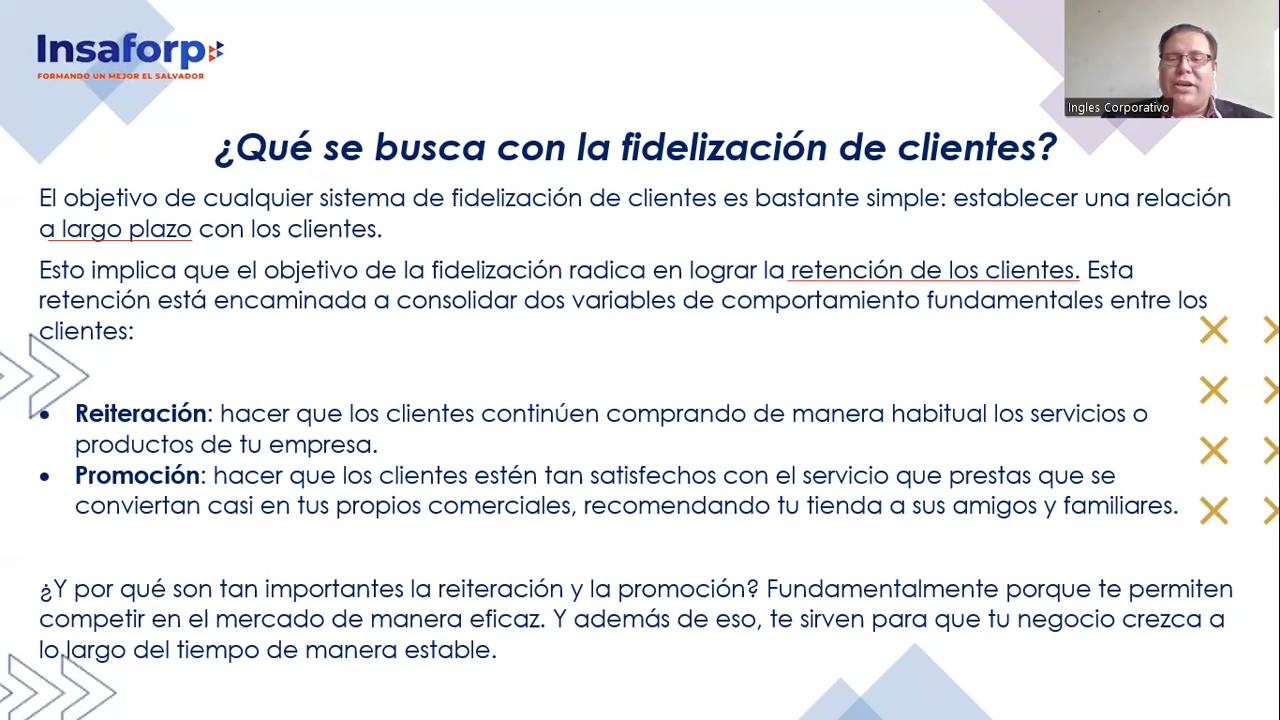 Insaforp
FORMANDO UN MEJOR EL SALVADOR
Ingles Corporativo
¿Qué se busca con la fidelización de clientes?
El objetivo de cualquier sistema de fidelización de clientes es bastante simple: establecer una relación
a largo plazo con los clientes.
Esto implica que el objetivo de la fidelización radica en lograr la retención de los clientes. Esta
retención está encaminada a consolidar dos variables de comportamiento fundamentales entre los
clientes:
• Reiteración: hacer que los clientes continúen comprando de manera habitual los servicios o
productos de tu empresa.
• Promoción: hacer que los clientes estén tan satisfechos con el servicio que prestas que se
conviertan casi en tus propios comerciales, recomendando tu tienda a sus amigos y familiares.
¿Y por qué son tan importantes la reiteración y la promoción? Fundamentalmente porque te permiten
competir en el mercado de manera eficaz. Y además de eso, te sirven para que tu negocio crezca a
lo largo del tiempo de manera estable.